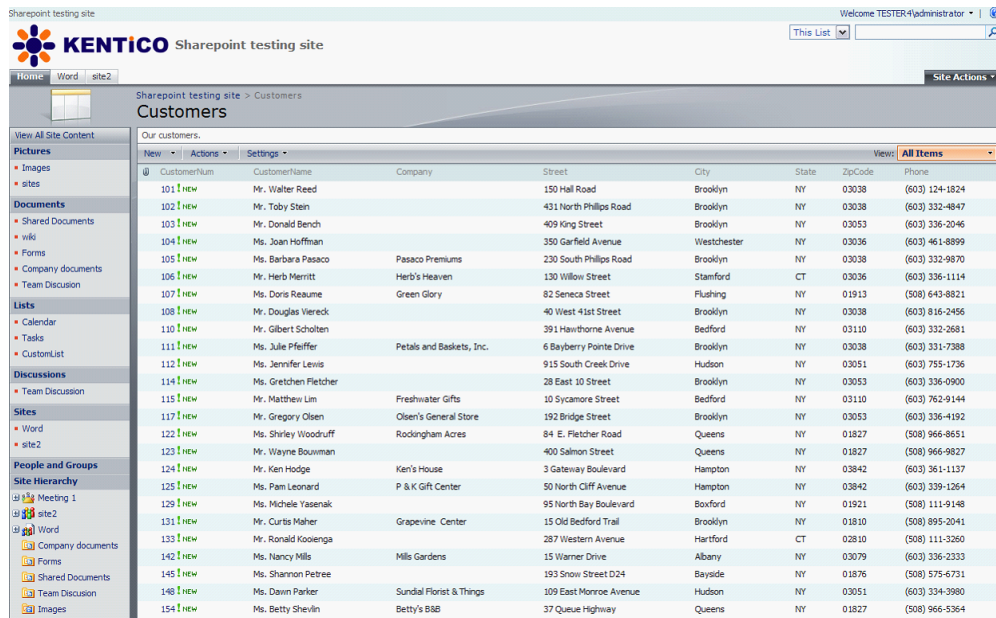 Sharepoint testing site
Welcome TESTER4\administrator
KENTiCO Sharepoint testing site
This List
Home Word site2
Site Actions
Sharepoint testing site > Customers
Customers
View All Site Content
Pictures
Images
sites
Documents
Shared Documents
wiki
Forms
Company documents
Team Discusion
Lists
Calendar
Tasks
CustomList
Discussions
Team Discussion
Sites
Word
site2
People and Groups
Site Hierarchy
Meeting 1
site2
Word
Company documents
Forms
Shared Documents
Team Discusion
Images
Our customers.
New Actions Settings View: All Items
CustomerNum CustomerName Company Street City State ZipCode Phone
101 ! NEW Mr. Walter Reed 150 Hall Road Brooklyn NY 03038 (603) 124-1824
102 ! NEW Mr. Toby Stein 431 North Phillips Road Brooklyn NY 03038 (603) 332-4847
103 ! NEW Mr. Donald Bench 409 King Street Brooklyn NY 03053 (603) 336-2046
104 ! NEW Ms. Joan Hoffman 350 Garfield Avenue Westchester NY 03036 (603) 461-8899
105 ! NEW Ms. Barbara Pasaco Pasaco Premiums 230 South Phillips Road Brooklyn NY 03038 (603) 332-9870
106 ! NEW Mr. Herb Merritt Herb's Heaven 130 Willow Street Stamford CT 03036 (603) 336-1114
107 ! NEW Ms. Doris Reaume Green Glory 82 Seneca Street Flushing NY 01913 (508) 643-8821
108 ! NEW Mr. Douglas Viereck 40 West 41st Street Brooklyn NY 03038 (603) 816-2456
110 ! NEW Mr. Gilbert Scholten 391 Hawthorne Avenue Bedford NY 03110 (603) 332-2681
111 ! NEW Ms. Julie Pfeiffer Petals and Baskets, Inc. 6 Bayberry Pointe Drive Brooklyn NY 03038 (603) 331-7388
112 ! NEW Ms. Jennifer Lewis 915 South Creek Drive Hudson NY 03051 (603) 755-1736
114 ! NEW Ms. Gretchen Fletcher 28 East 10 Street Brooklyn NY 03053 (603) 336-0900
115 ! NEW Mr. Matthew Lim Freshwater Gifts 10 Sycamore Street Bedford NY 03110 (603) 762-9144
117 ! NEW Mr. Gregory Olsen Olsen's General Store 192 Bridge Street Brooklyn NY 03053 (603) 336-4192
122 ! NEW Ms. Shirley Woodruff Rockingham Acres 84 E. Fletcher Road Queens NY 01827 (508) 966-8651
123 ! NEW Mr. Wayne Bouwman 400 Salmon Street Queens NY 01827 (508) 966-9827
124 ! NEW Mr. Ken Hodge Ken's House 3 Gateway Boulevard Hampton NY 03842 (603) 361-1137
125 ! NEW Ms. Pam Leonard P & K Gift Center 50 North Cliff Avenue Hampton NY 03842 (603) 339-1264
129 ! NEW Ms. Michele Yasenak 95 North Bay Boulevard Boxford NY 01921 (508) 111-9148
131 ! NEW Mr. Curtis Maher Grapevine Center 15 Old Bedford Trail Brooklyn NY 01810 (508) 895-2041
133 ! NEW Mr. Ronald Kooienga 287 Western Avenue Hartford CT 02810 (508) 111-3260
142 ! NEW Ms. Nancy Mills Mills Gardens 15 Warner Drive Albany NY 03079 (603) 336-2333
145 ! NEW Ms. Shannon Petree 193 Snow Street D24 Bayside NY 01876 (508) 575-6731
148 ! NEW Ms. Dawn Parker Sundial Florist & Things 109 East Monroe Avenue Hudson NY 03051 (603) 334-3980
154 ! NEW Ms. Betty Shevlin Betty's B&B 37 Queue Highway Queens NY 01827 (508) 966-5364